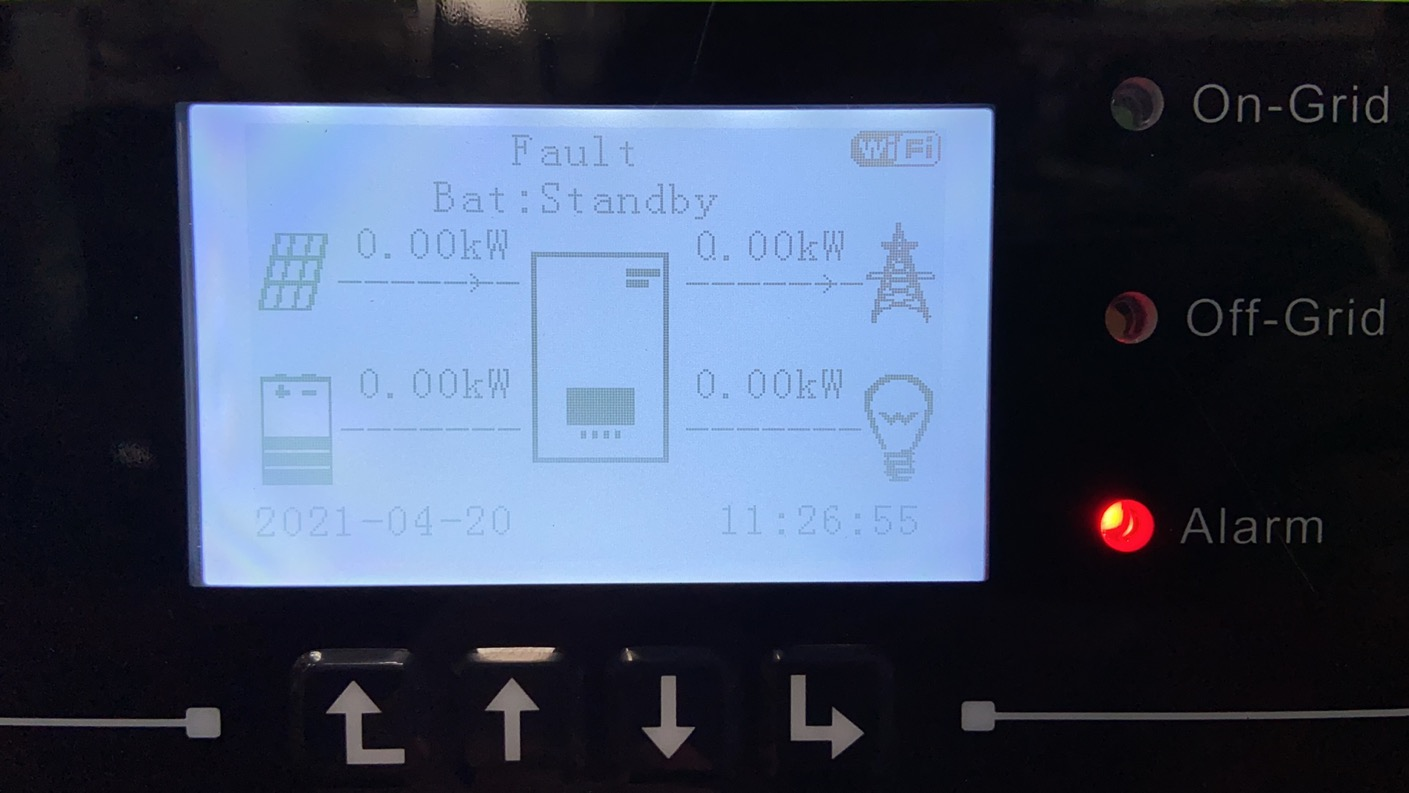 Fault
WiFi
Bat:Standby
0.00kW
0.00kW
0.00kW
0.00kW
2021-04-20
11:26:55
On-Grid
Off-Grid
Alarm